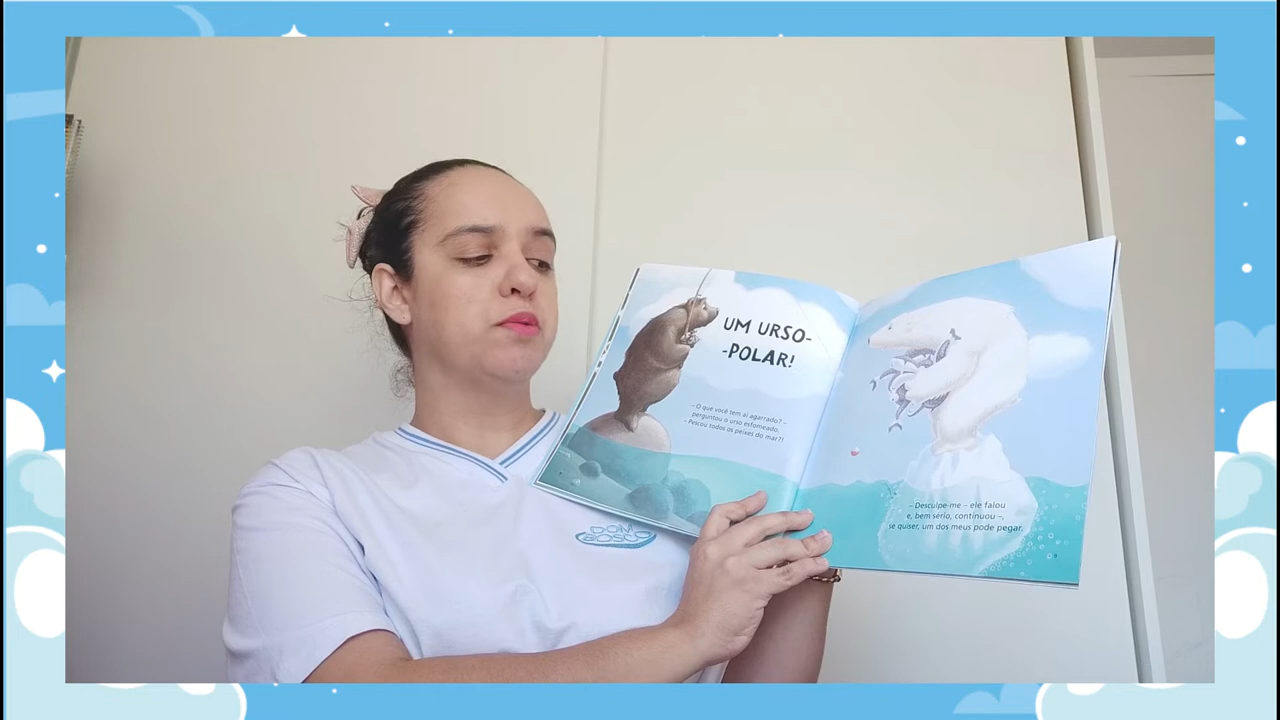 UM URSO-
-POLAR!
– O que você tem aí agarrado? –
perguntou o urso esfomeado.
– Pescou todos os peixes do mar?!
– Desculpe-me – ele falou
e, bem sério, continuou –,
se quiser, um dos meus pode pegar.
9
DOM
BOSCO